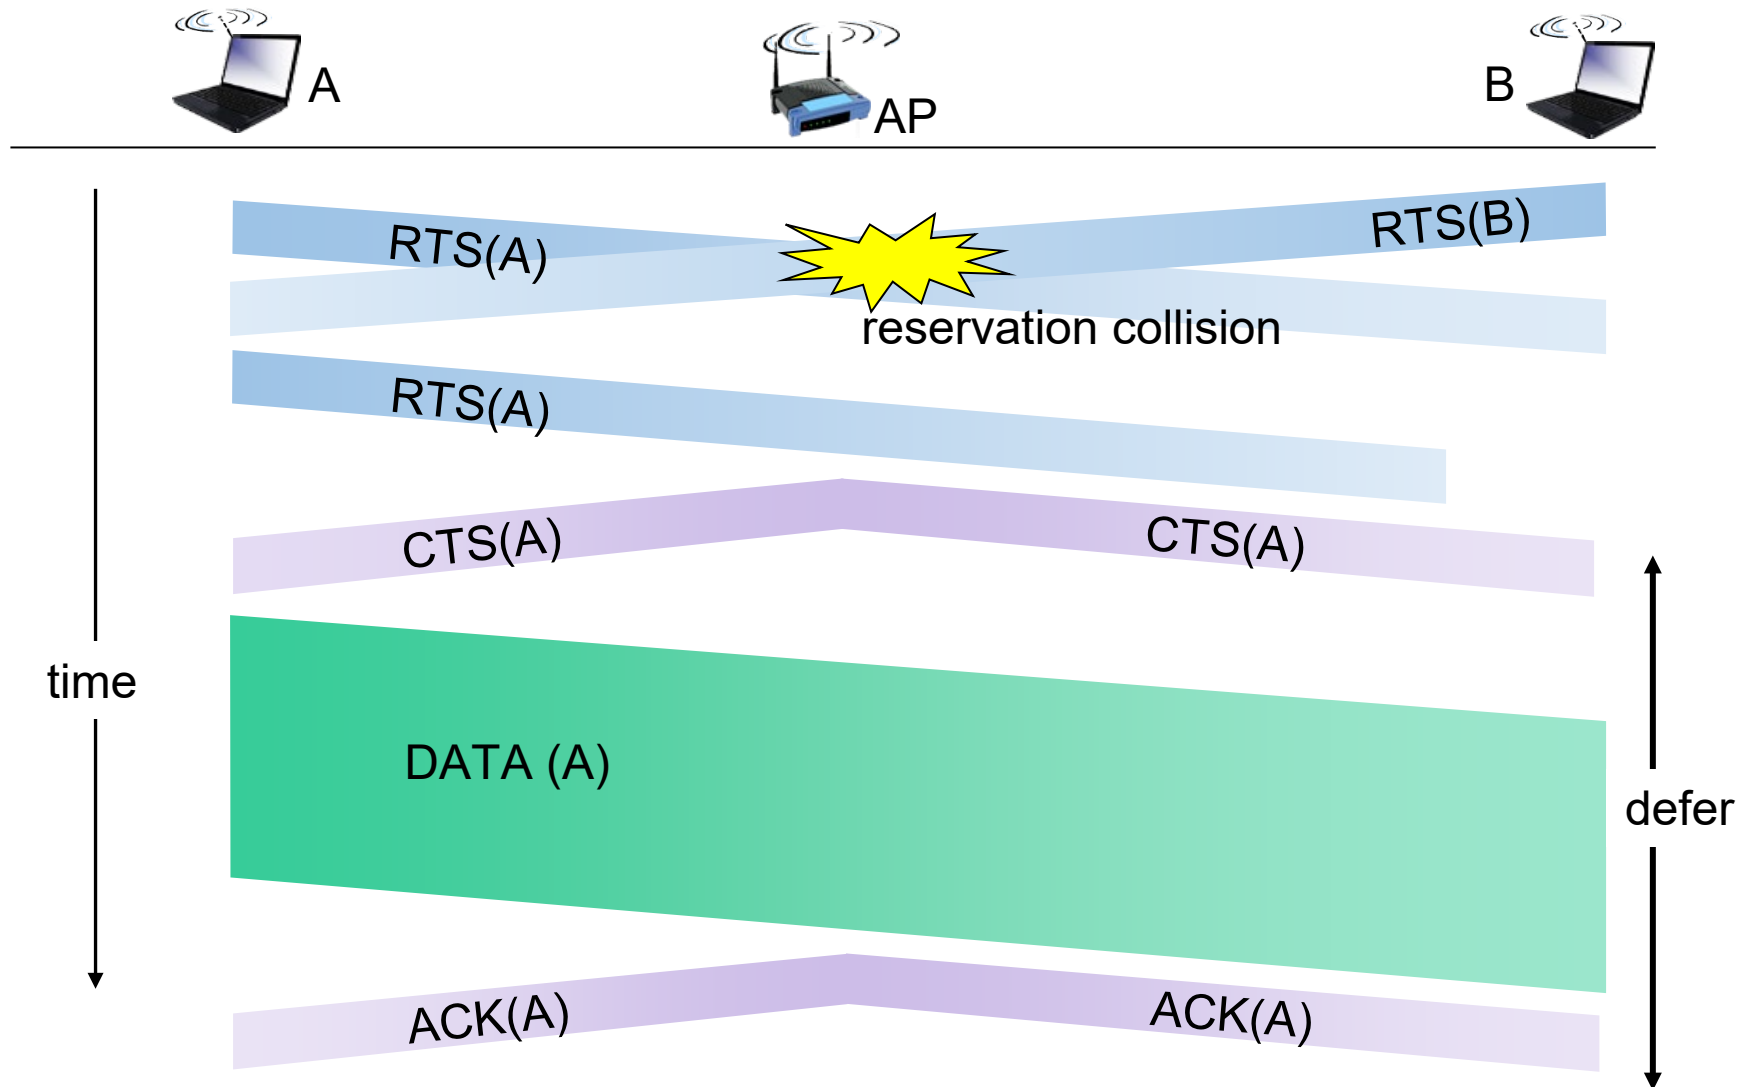 A
AP
B
RTS(A)
RTS(B)
reservation collision
RTS(A)
CTS(A)
CTS(A)
time
DATA (A)
defer
ACK(A)
ACK(A)